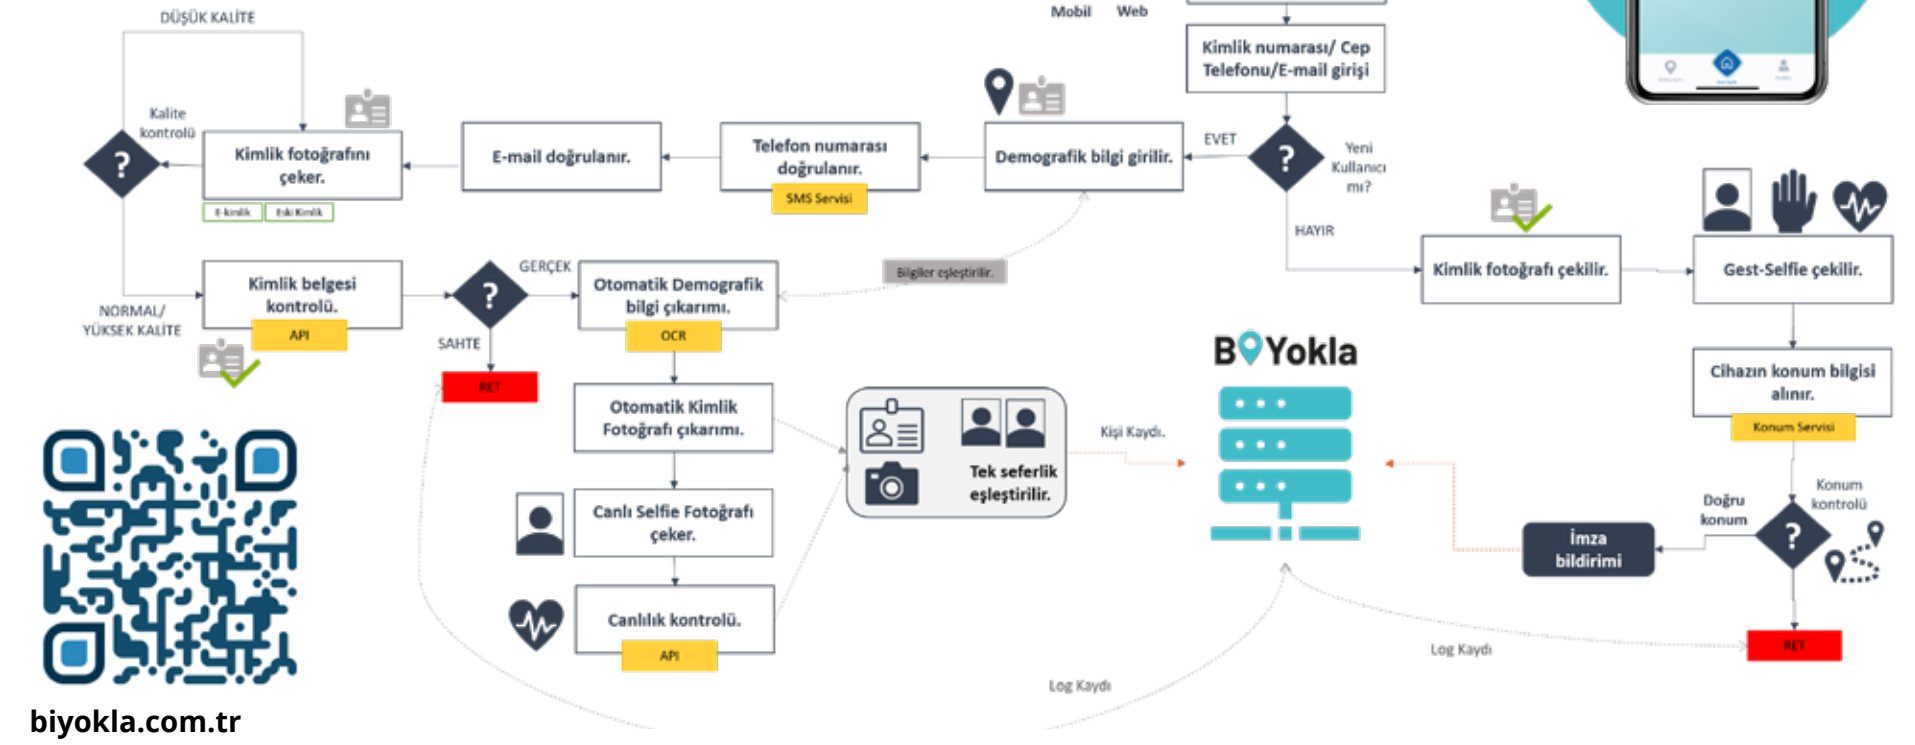 DÜŞÜK KALİTE
Mobil Web
Kimlik numarası/ Cep
Telefonu/E-mail girişi
Kalite
kontrolü
?
Kimlik fotoğrafını
çeker.
E-kimlik Eski Kimlik
E-mail doğrulanır.
Telefon numarası
doğrulanır.
SMS Servisi
Demografik bilgi girilir.
EVET
?
Yeni
Kullanıcı
mı?
HAYIR
Kimlik fotoğrafı çekilir.
Gest-Selfie çekilir.
NORMAL/
YÜKSEK KALİTE
Kimlik belgesi
kontrolü.
API
?
GERÇEK
SAHTE
RET
Otomatik Demografik
bilgi çıkarımı.
OCR
Bilgiler eşleştirilir.
Otomatik Kimlik
Fotoğrafı çıkarımı.
Canlı Selfie Fotoğrafı
çeker.
Canlılık kontrolü.
API
Tek seferlik
eşleştirilir.
Kişi Kaydı.
BiYokla
Cihazın konum bilgisi
alınır.
Konum Servisi
Konum
kontrolü
?
Doğru
konum
İmza
bildirimi
RET
Log Kaydı
Log Kaydı
biyokla.com.tr